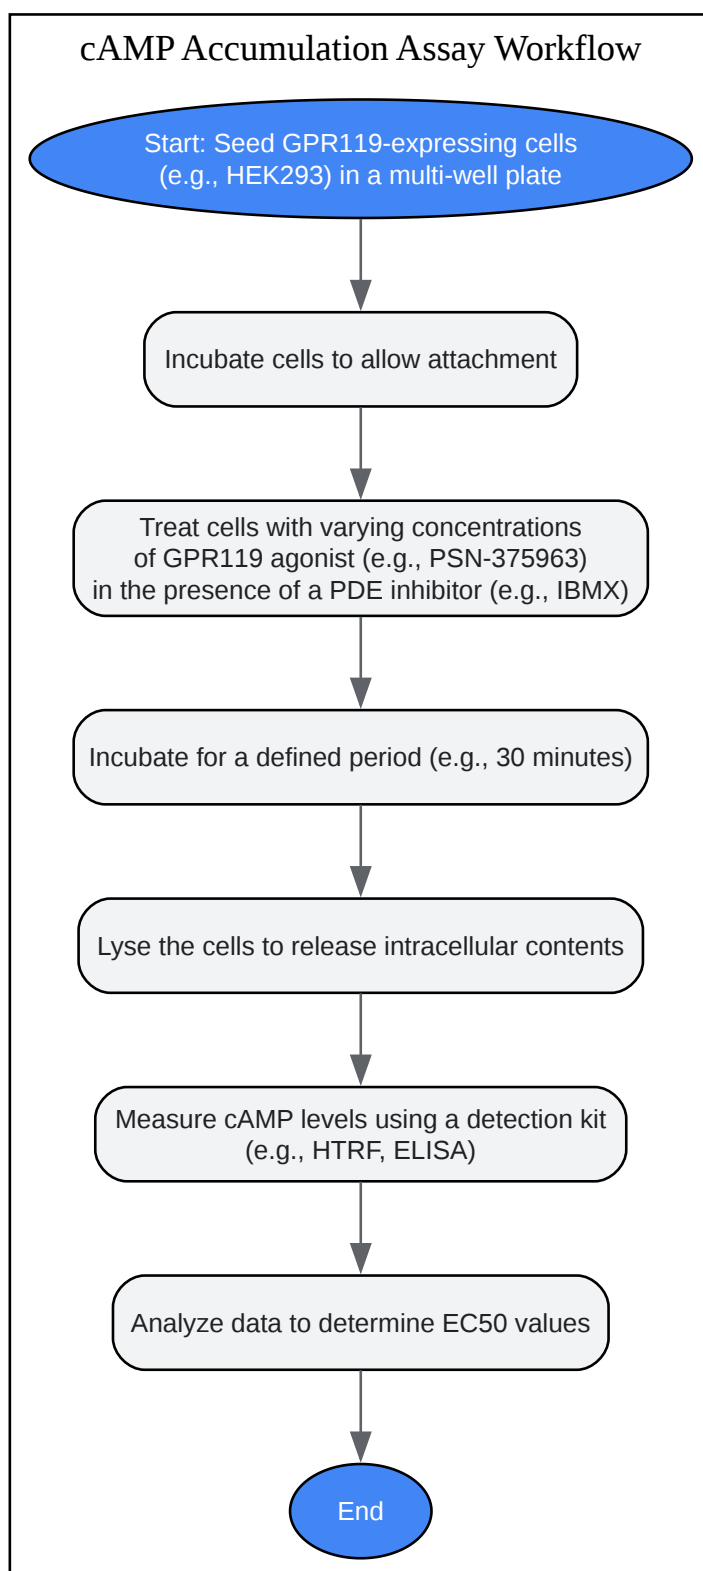 cAMP Accumulation Assay Workflow
Start: Seed GPR119-expressing cells
(e.g., HEK293) in a multi-well plate
Incubate cells to allow attachment
Treat cells with varying concentrations
of GPR119 agonist (e.g., PSN-375963)
in the presence of a PDE inhibitor (e.g., IBMX)
Incubate for a defined period (e.g., 30 minutes)
Lyse the cells to release intracellular contents
Measure cAMP levels using a detection kit
(e.g., HTRF, ELISA)
Analyze data to determine EC50 values
End